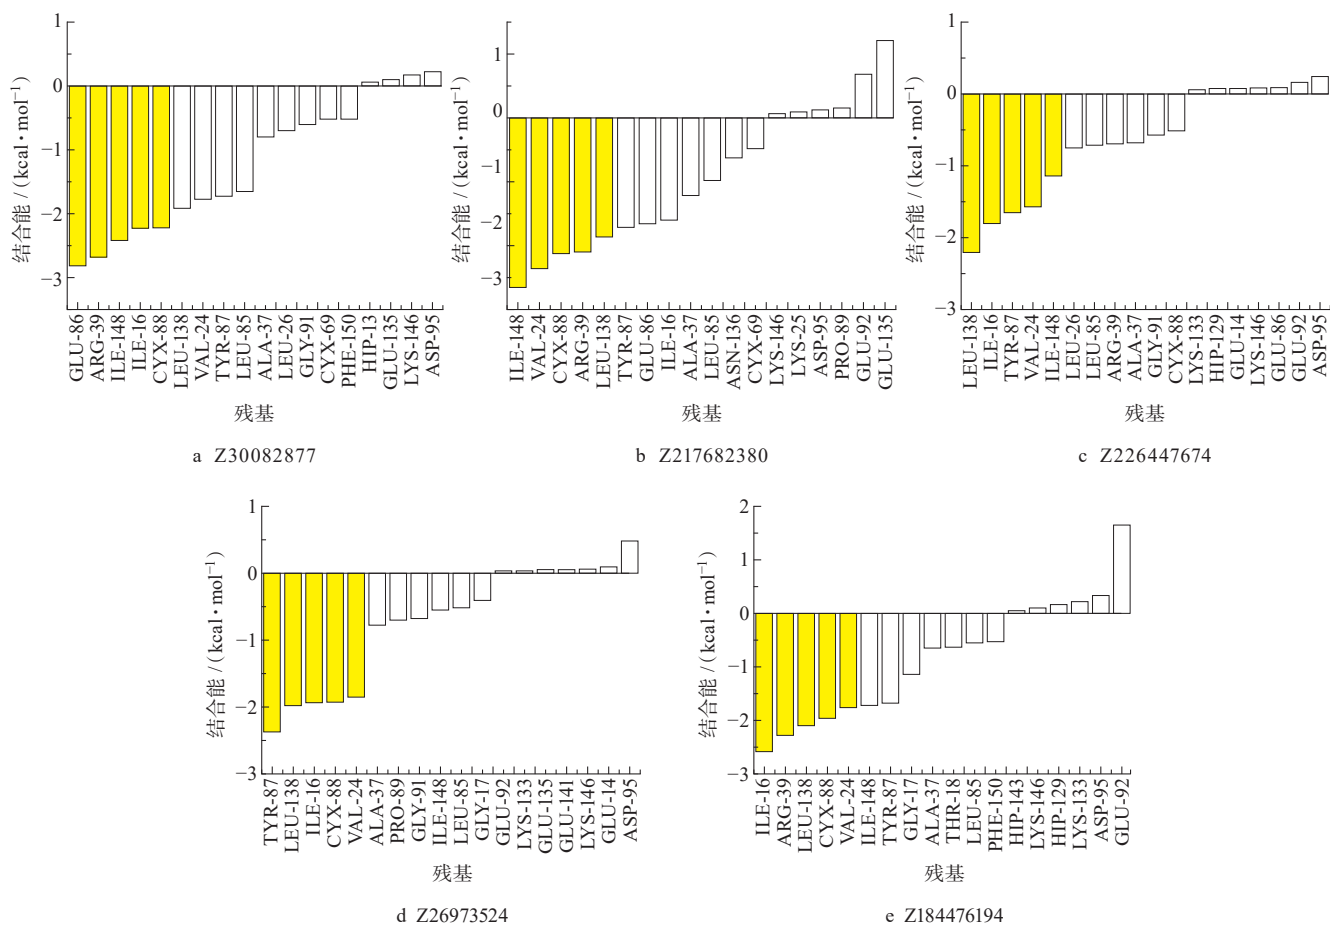 结合能 / (kcal·mol⁻¹)
1
0
−1
−2
−3
GLU-86
ARG-39
ILE-148
ILE-16
CYX-88
LEU-138
VAL-24
TYR-87
LEU-85
ALA-37
LEU-26
GLY-91
CYX-69
PHE-150
HIP-13
GLU-135
LYS-146
ASP-95
残基
a Z30082877
结合能 / (kcal·mol⁻¹)
1
0
−1
−2
−3
ILE-148
VAL-24
CYX-88
ARG-39
LEU-138
TYR-87
GLU-86
ILE-16
ALA-37
LEU-85
ASN-136
CYX-69
LYS-146
LYS-25
ASP-95
PRO-89
GLU-92
GLU-135
残基
b Z217682380
结合能 / (kcal·mol⁻¹)
1
0
−1
−2
−3
LEU-138
ILE-16
TYR-87
VAL-24
ILE-148
LEU-26
LEU-85
ARG-39
ALA-37
GLY-91
CYX-88
LYS-133
HIP-129
GLU-14
LYS-146
GLU-86
GLU-92
ASP-95
残基
c Z226447674
结合能 / (kcal·mol⁻¹)
1
0
−1
−2
−3
TYR-87
LEU-138
ILE-16
CYX-88
VAL-24
ALA-37
PRO-89
GLY-91
ILE-148
LEU-85
GLY-17
GLU-92
LYS-133
GLU-135
GLU-141
LYS-146
GLU-14
ASP-95
残基
d Z26973524
结合能 / (kcal·mol⁻¹)
2
1
0
−1
−2
−3
ILE-16
ARG-39
LEU-138
CYX-88
VAL-24
ILE-148
TYR-87
GLY-17
ALA-37
THR-18
LEU-85
PHE-150
HIP-143
LYS-146
HIP-129
LYS-133
ASP-95
GLU-92
残基
e Z184476194